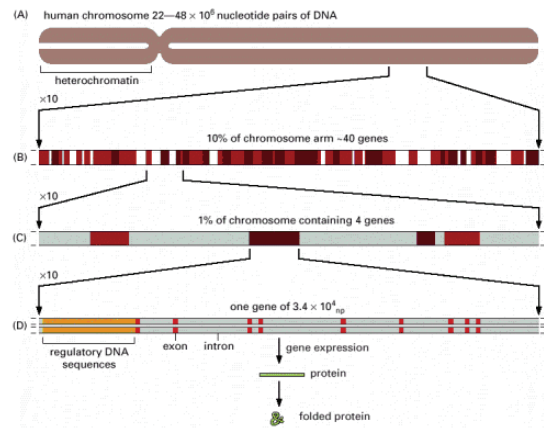 (A) human chromosome 22—48 × 10⁶ nucleotide pairs of DNA
heterochromatin
×10
10% of chromosome arm ~40 genes
(B)
×10
1% of chromosome containing 4 genes
(C)
×10
one gene of 3.4 × 10⁴ np
(D)
regulatory DNA
sequences
exon
intron
gene expression
protein
folded protein